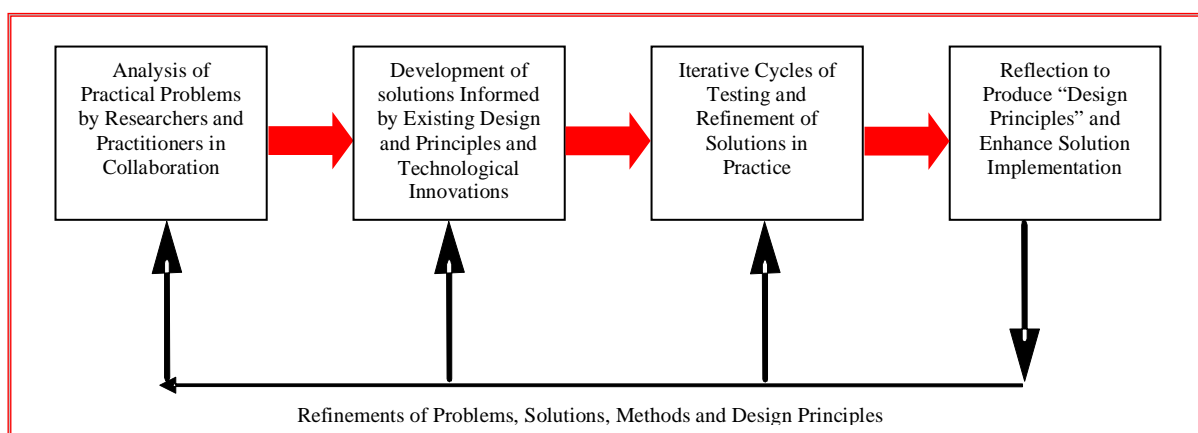 Analysis of
Practical Problems
by Researchers and
Practitioners in
Collaboration
Development of
solutions Informed
by Existing Design
and Principles and
Technological
Innovations
Iterative Cycles of
Testing and
Refinement of
Solutions in
Practice
Reflection to
Produce “Design
Principles” and
Enhance Solution
Implementation
Refinements of Problems, Solutions, Methods and Design Principles